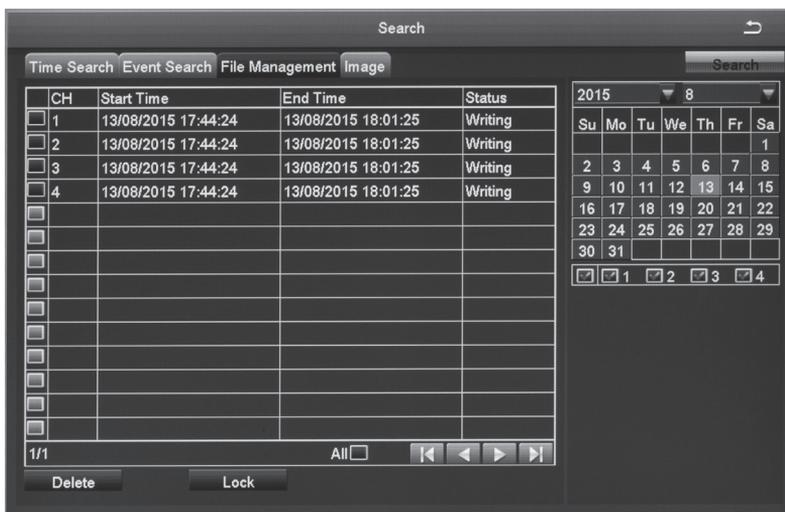 Search
Time Search Event Search File Management Image
Search
CH Start Time End Time Status
1 13/08/2015 17:44:24 13/08/2015 18:01:25 Writing
2 13/08/2015 17:44:24 13/08/2015 18:01:25 Writing
3 13/08/2015 17:44:24 13/08/2015 18:01:25 Writing
4 13/08/2015 17:44:24 13/08/2015 18:01:25 Writing
1/1 All
Delete Lock
2015 8
Su Mo Tu We Th Fr Sa
1
2 3 4 5 6 7 8
9 10 11 12 13 14 15
16 17 18 19 20 21 22
23 24 25 26 27 28 29
30 31
1 2 3 4